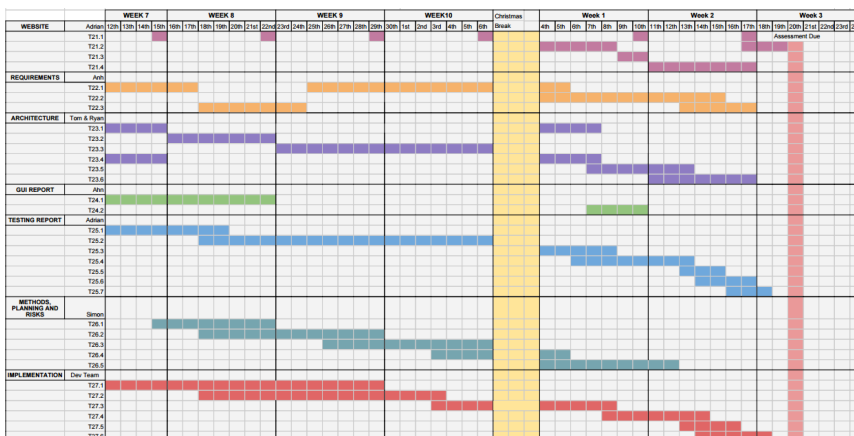 WEEK 7 WEEK 8 WEEK 9 WEEK10 Christmas Week 1 Week 2 Week 3
WEBSITE Adrian 12th 13th 14th 15th 16th 17th 18th 19th 20th 21st 22nd 23rd 24th 25th 26th 27th 28th 29th 30th 1st 2nd 3rd 4th 5th 6th Break 4th 5th 6th 7th 8th 9th 10th 11th 12th 13th 14th 15th 16th 17th 18th 19th 20th 21st 22nd 23rd
T21.1 Assessment Due
T21.2
T21.3
T21.4
REQUIREMENTS Anh
T22.1
T22.2
T22.3
ARCHITECTURE Tom & Ryan
T23.1
T23.2
T23.3
T23.4
T23.5
T23.6
GUI REPORT Ahn
T24.1
T24.2
TESTING REPORT Adrian
T25.1
T25.2
T25.3
T25.4
T25.5
T25.6
T25.7
METHODS,
PLANNING AND
RISKS Simon
T26.1
T26.2
T26.3
T26.4
T26.5
IMPLEMENTATION Dev Team
T27.1
T27.2
T27.3
T27.4
T27.5
T27.6